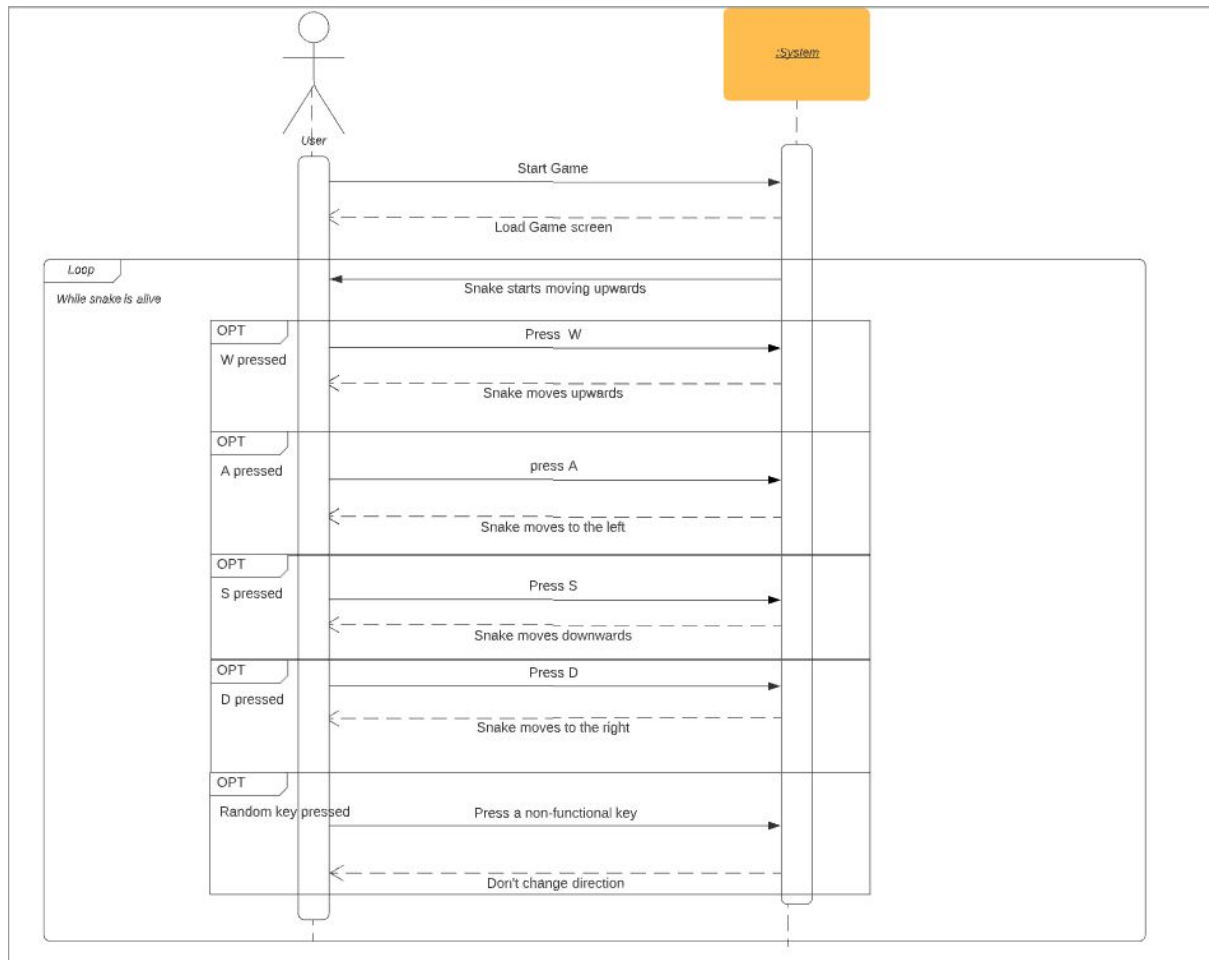 :System
User
Start Game
Load Game screen
Loop
While snake is alive
Snake starts moving upwards
OPT
W pressed
Press W
Snake moves upwards
OPT
A pressed
press A
Snake moves to the left
OPT
S pressed
Press S
Snake moves downwards
OPT
D pressed
Press D
Snake moves to the right
OPT
Random key pressed
Press a non-functional key
Don't change direction